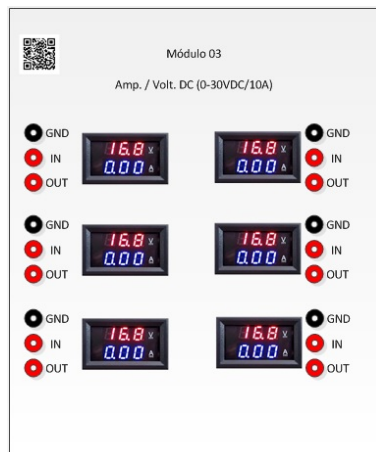 Módulo 03
Amp. / Volt. DC (0-30VDC/10A)
GND
IN
OUT
16.8 V
0.00 A
16.8 V
0.00 A
GND
IN
OUT
GND
IN
OUT
16.8 V
0.00 A
16.8 V
0.00 A
GND
IN
OUT
GND
IN
OUT
16.8 V
0.00 A
16.8 V
0.00 A
GND
IN
OUT